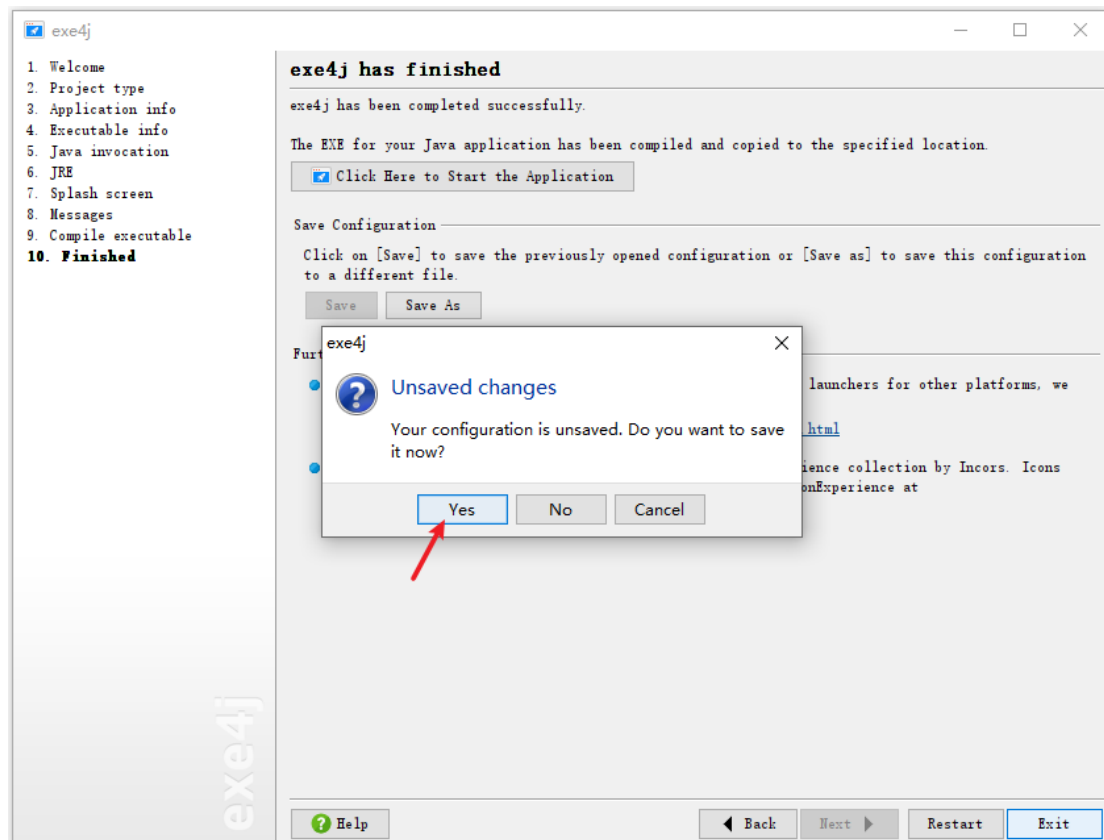 exe4j
1. Welcome
2. Project type
3. Application info
4. Executable info
5. Java invocation
6. JRE
7. Splash screen
8. Messages
9. Compile executable
10. Finished
exe4j
exe4j has finished
exe4j has been completed successfully.
The EXE for your Java application has been compiled and copied to the specified location.
Click Here to Start the Application
Save Configuration
Click on [Save] to save the previously opened configuration or [Save as] to save this configuration
to a different file.
Save Save As
Furt
launchers for other platforms, we
html
ience collection by Incors. Icons
onExperience at
exe4j
Unsaved changes
Your configuration is unsaved. Do you want to save
it now?
Yes No Cancel
Help Back Next Restart Exit